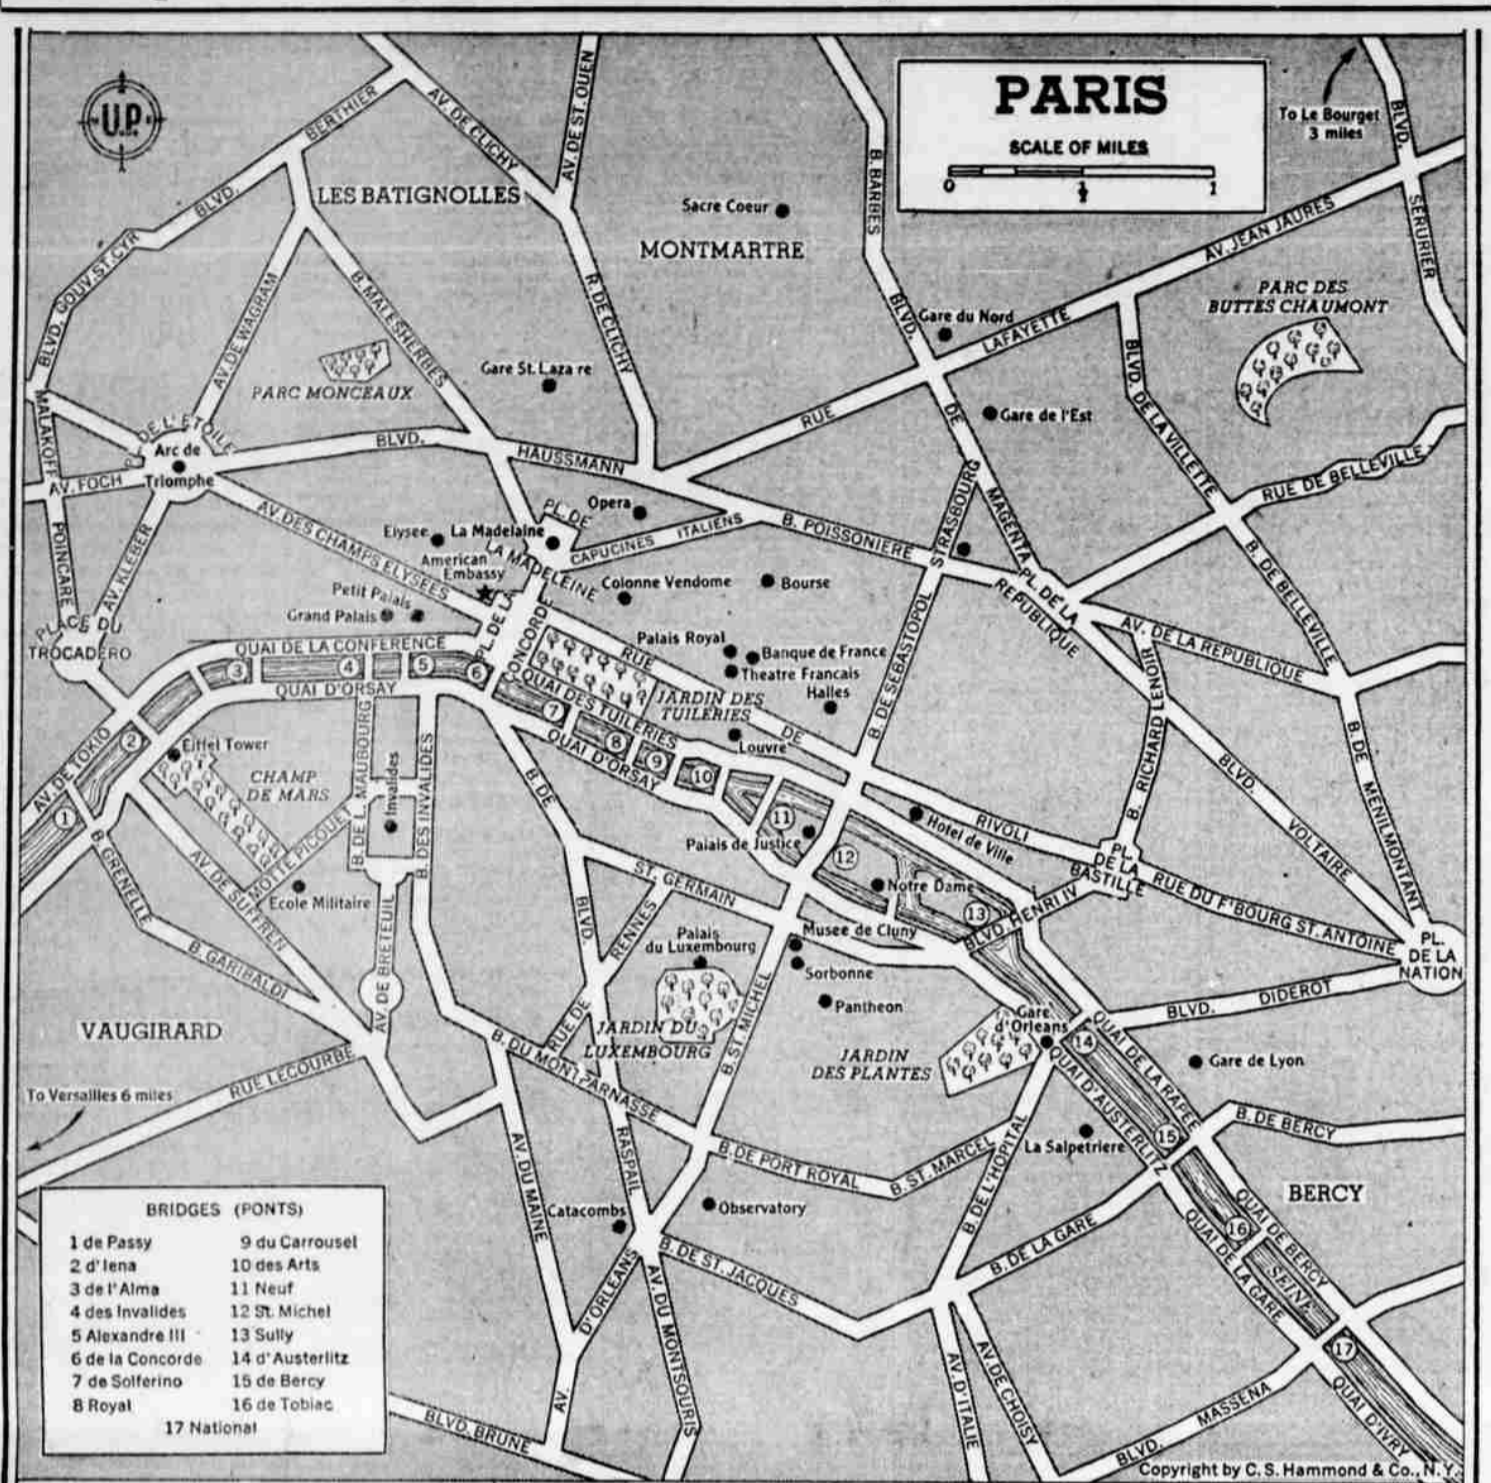 U.P.
PARIS
SCALE OF MILES
0 ½ 1
To Le Bourget
3 miles
BLVD.
SERURIER
BERTHIER
BLVD.
AV. DE CLICHY
AV. DE ST. OUEN
LES BATIGNOLLES
Sacre Coeur
MONTMARTRE
B. BARBES
BLVD.
AV. JEAN JAURES
PARC DES
BUTTES CHAUMONT
BLVD. GOUV. ST. CYR
AV. DE WAGRAM
B. MALESHERBES
R. DE CLICHY
Gare du Nord
LAFAYETTE
RUE
PARC MONCEAUX
Gare St. Lazare
DE
Gare de l'Est
BLVD. DE LA VILLETTE
MALAKOFF
PL. DE L'ETOILE
Arc de
Triomphe
AV. FOCH
BLVD.
HAUSSMANN
STRASBOURG
MAGENTA
RUE DE BELLEVILLE
POINCARE
AV. KLEBER
AV. DES CHAMPS ELYSEES
Elysee
Opera
La Madelaine
PL. DE
LA MADELEINE
CAPUCINES ITALIENS
B. POISSONIERE
American
Embassy
Petit Palais
Grand Palais
Colonne Vendome
Bourse
PL. DE LA
REPUBLIQUE
B. DE BELLEVILLE
AV. DE LA REPUBLIQUE
PLACE DU
TROCADERO
QUAI DE LA CONFERENCE
PL. DE LA
CONCORDE
3 4 5 6
QUAI D'ORSAY
Palais Royal
Banque de France
Theatre Francais
Halles
B. DE SEBASTOPOL
RUE
DE
JARDIN DES
TUILERIES
QUAI DES TUILERIES
QUAI D'ORSAY
Louvre
7 8 9 10
B. RICHARD LENOIR
BLVD.
VOLTAIRE
B. DE MENILMONTANT
AV. DE TOKIO
1 2
Eiffel Tower
CHAMP
DE MARS
B. DE L. MAUBOURG
Invalides
B. DES INVALIDES
B. DE
MOTTE PICQUET
Ecole Militaire
AV. DE SUFFREN
B. GRENELLE
B. GARIBALDI
AV. DE BRETEUIL
11
Palais de Justice
12
Hotel de Ville
RIVOLI
Notre Dame
13
BLVD. HENRI IV
PL.
DE LA
BASTILLE
RUE DU F'BOURG ST. ANTOINE
PL.
DE LA
NATION
ST. GERMAIN
BLVD.
RENNES
RUE DE
Palais
du Luxembourg
Musee de Cluny
Sorbonne
Pantheon
B. ST. MICHEL
JARDIN DU
LUXEMBOURG
JARDIN
DES PLANTES
Gare
d'Orleans
14
BLVD. DIDEROT
QUAI DE LA RAPEE
QUAI D'AUSTERLITZ
Gare de Lyon
VAUGIRARD
RUE LECOURBE
To Versailles 6 miles
B. DU MONTPARNASSE
RASPAIL
AV. DU MAINE
B. DE PORT ROYAL
B. ST. MARCEL
B. DE L'HOPITAL
La Salpetriere
15
B. DE BERCY
BERCY
Catacombs
Observatory
B. DE ST. JACQUES
B. DE LA GARE
16
QUAI DE BERCY
QUAI DE LA GARE
SEINE
17
D'ORLEANS
AV.
AV. DU MONTSOURIS
AV. D'ITALIE
AV. DE CHOISY
BLVD. MASSENA
QUAI D'IVRY
BLVD. BRUNE
BRIDGES (PONTS)
1 de Passy 9 du Carrousel
2 d'Iena 10 des Arts
3 de l'Alma 11 Neuf
4 des Invalides 12 St. Michel
5 Alexandre III 13 Sully
6 de la Concorde 14 d'Austerlitz
7 de Solferino 15 de Bercy
8 Royal 16 de Tobiac
17 National
Copyright by C. S. Hammond & Co., N. Y.